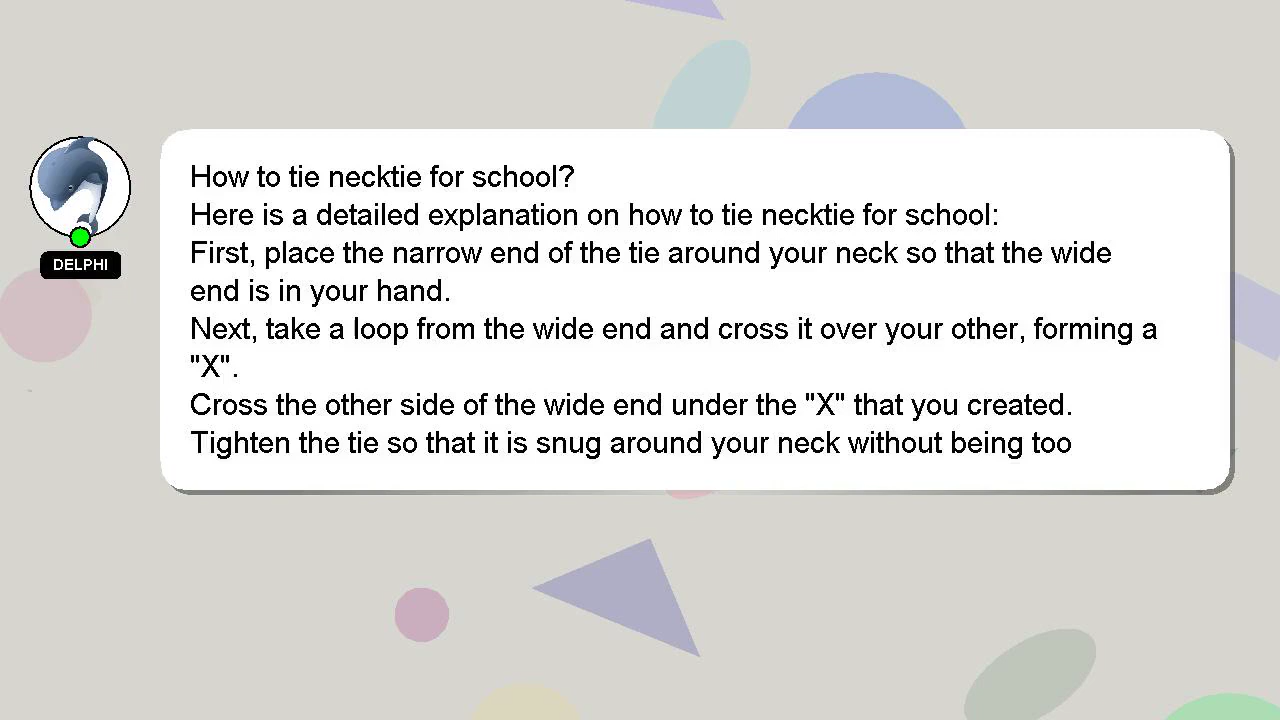 How to tie necktie for school?
Here is a detailed explanation on how to tie necktie for school:
First, place the narrow end of the tie around your neck so that the wide
end is in your hand.
Next, take a loop from the wide end and cross it over your other, forming a
"X".
Cross the other side of the wide end under the "X" that you created.
Tighten the tie so that it is snug around your neck without being too
DELPHI